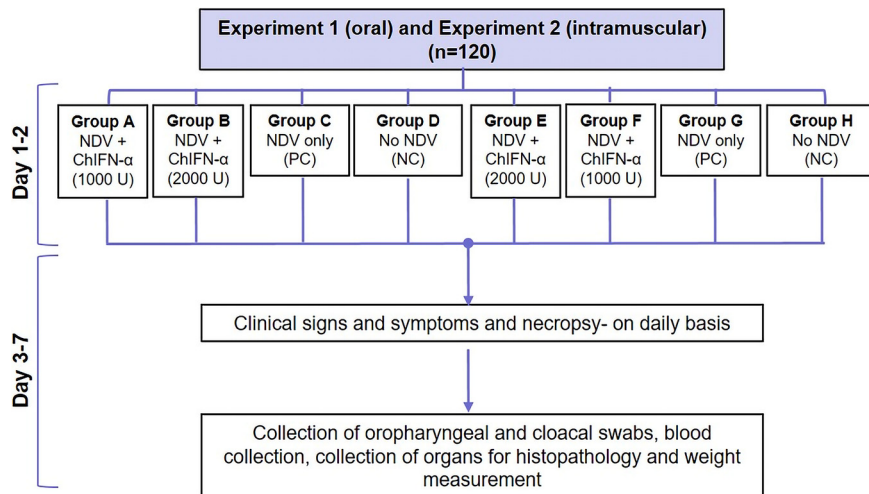 Experiment 1 (oral) and Experiment 2 (intramuscular)
(n=120)
Day 1-2
Group A
NDV +
ChIFN-α
(1000 U)
Group B
NDV +
ChIFN-α
(2000 U)
Group C
NDV only
(PC)
Group D
No NDV
(NC)
Group E
NDV +
ChIFN-α
(2000 U)
Group F
NDV +
ChIFN-α
(1000 U)
Group G
NDV only
(PC)
Group H
No NDV
(NC)
Day 3-7
Clinical signs and symptoms and necropsy- on daily basis
Collection of oropharyngeal and cloacal swabs, blood
collection, collection of organs for histopathology and weight
measurement